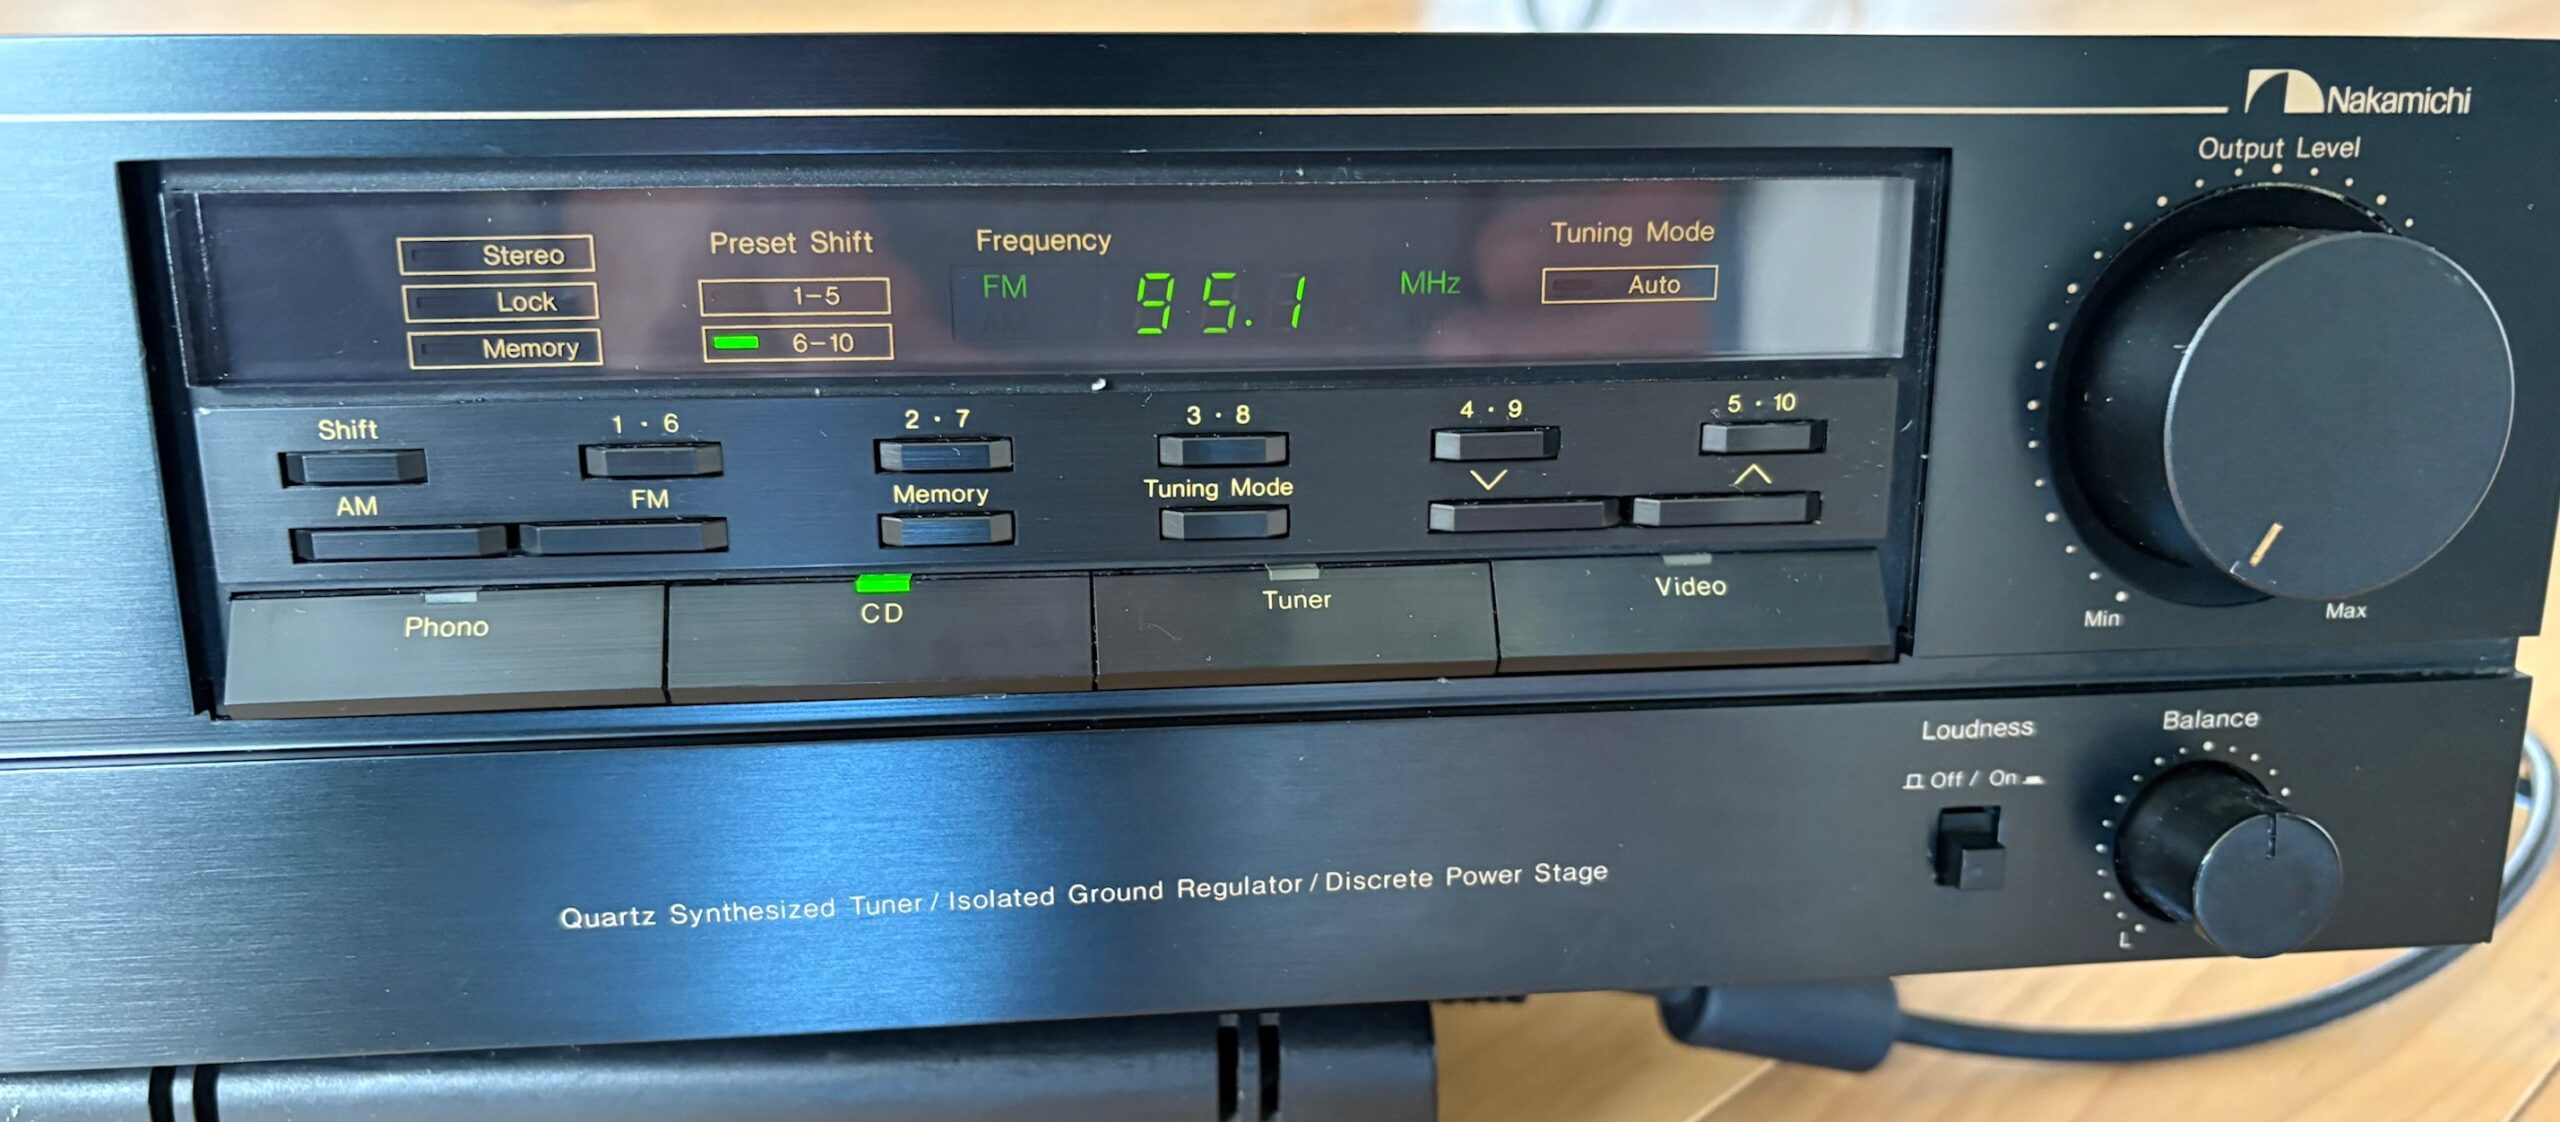 Nakamichi
Output Level
Min
Max
Stereo
Lock
Memory
Preset Shift
1–5
6–10
Frequency
FM
95.1
MHz
Tuning Mode
Auto
Shift
1 · 6
2 · 7
3 · 8
4 · 9
5 · 10
AM
FM
Memory
Tuning Mode
Phono
CD
Tuner
Video
Loudness
Off / On
Balance
L
Quartz Synthesized Tuner / Isolated Ground Regulator / Discrete Power Stage